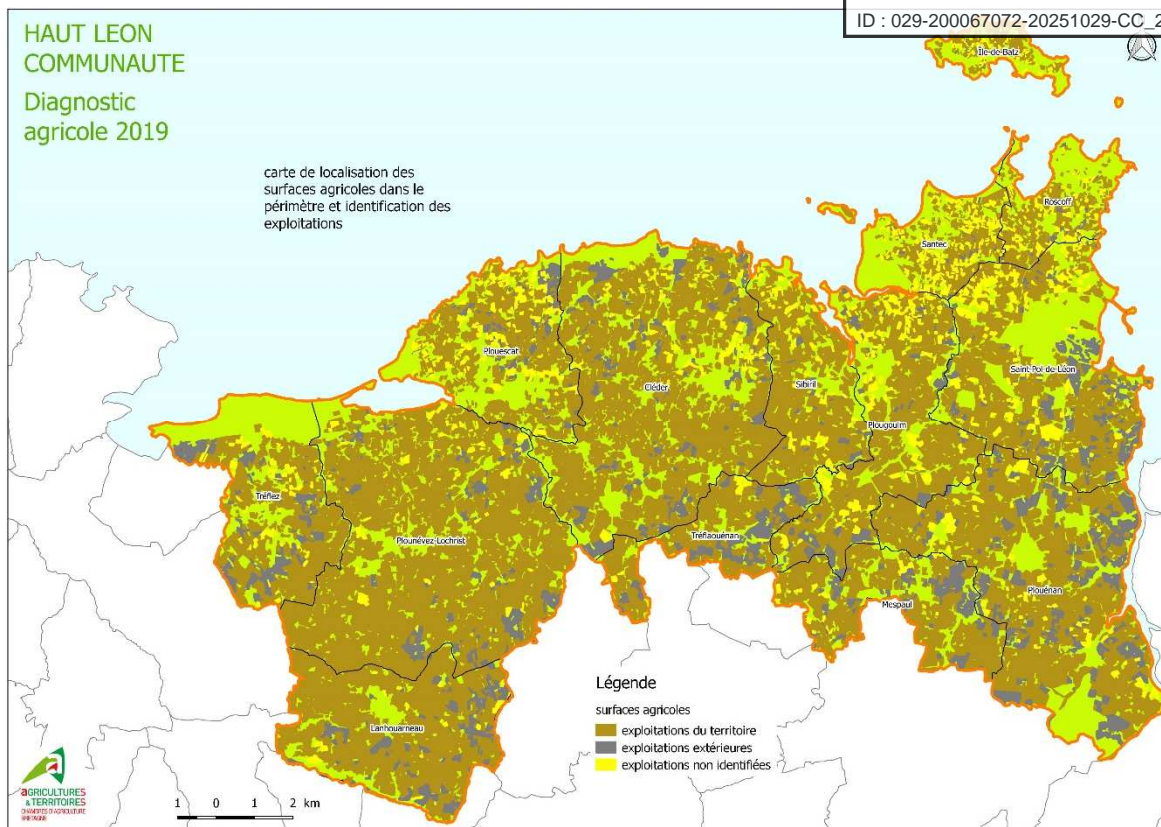 ID : 029-200067072-20251029-CC_2
HAUT LEON
COMMUNAUTE
Diagnostic
agricole 2019
carte de localisation des
surfaces agricoles dans le
périmètre et identification des
exploitations
Île-de-Batz
Roscoff
Santec
Plouescat
Cléder
Sibiril
Saint-Pol-de-Léon
Plougoulm
Tréflez
Plounévez-Lochrist
Tréflaouénan
Plouénan
Mespaul
Lanhouarneau
Légende
surfaces agricoles
exploitations du territoire
exploitations extérieures
exploitations non identifiées
AGRICULTURES
& TERRITOIRES
CHAMBRES D'AGRICULTURE
BRETAGNE
1 0 1 2 km